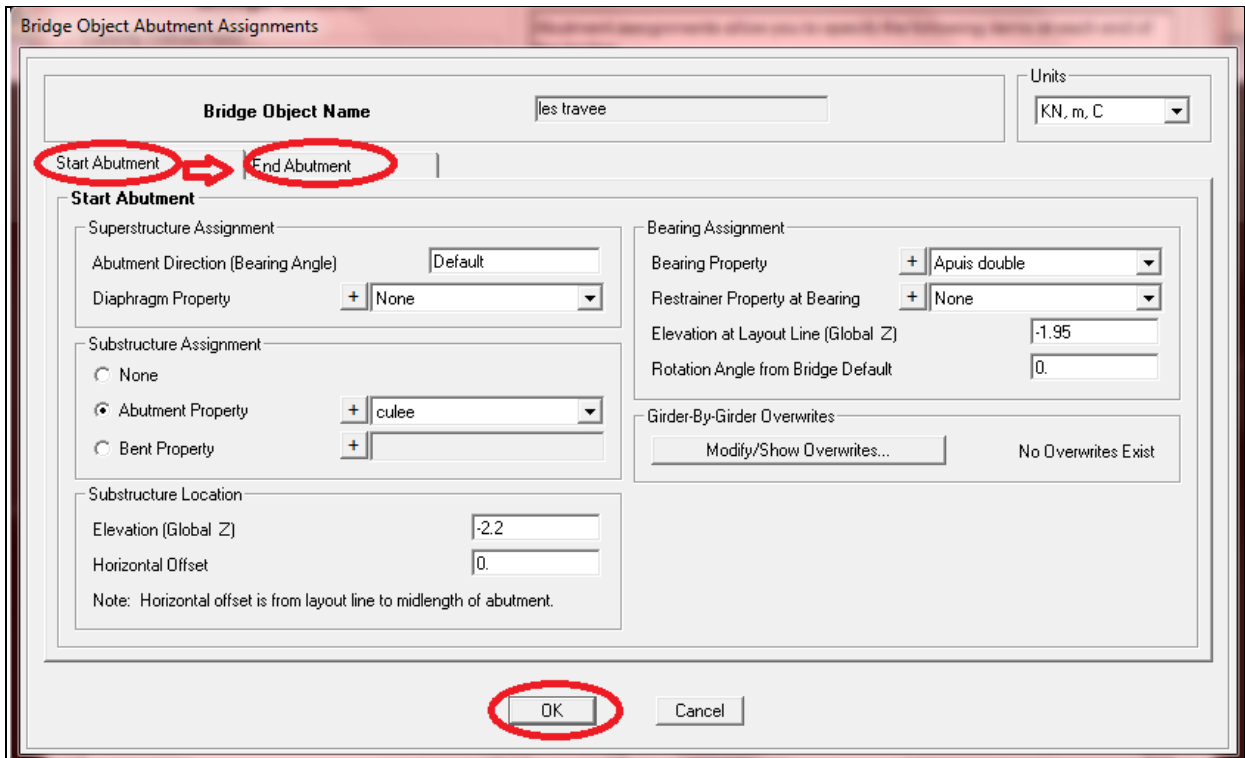 Bridge Object Abutment Assignments
Bridge Object Name
les travee
Units
KN, m, C
Start Abutment
End Abutment
Start Abutment
Superstructure Assignment
Abutment Direction (Bearing Angle)
Default
Diaphragm Property
+
None
Substructure Assignment
None
Abutment Property
+
culee
Bent Property
+
Substructure Location
Elevation (Global Z)
-2.2
Horizontal Offset
0.
Note: Horizontal offset is from layout line to midlength of abutment.
Bearing Assignment
Bearing Property
+
Apuis double
Restrainer Property at Bearing
+
None
Elevation at Layout Line (Global Z)
-1.95
Rotation Angle from Bridge Default
0.
Girder-By-Girder Overwrites
Modify/Show Overwrites...
No Overwrites Exist
OK
Cancel